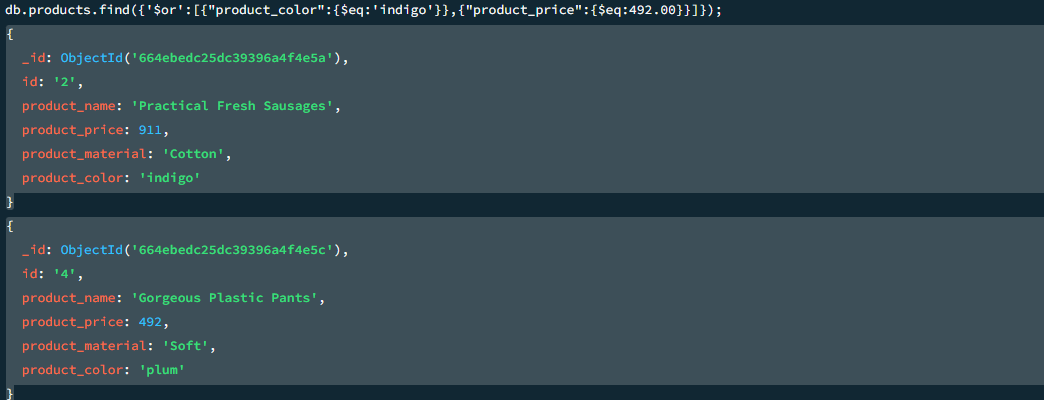 db.products.find({'$or':[{"product_color":{$eq:'indigo'}},{"product_price":{$eq:492.00}}]});
{
_id: ObjectId('664ebedc25dc39396a4f4e5a'),
id: '2',
product_name: 'Practical Fresh Sausages',
product_price: 911,
product_material: 'Cotton',
product_color: 'indigo'
}
{
_id: ObjectId('664ebedc25dc39396a4f4e5c'),
id: '4',
product_name: 'Gorgeous Plastic Pants',
product_price: 492,
product_material: 'Soft',
product_color: 'plum'
}